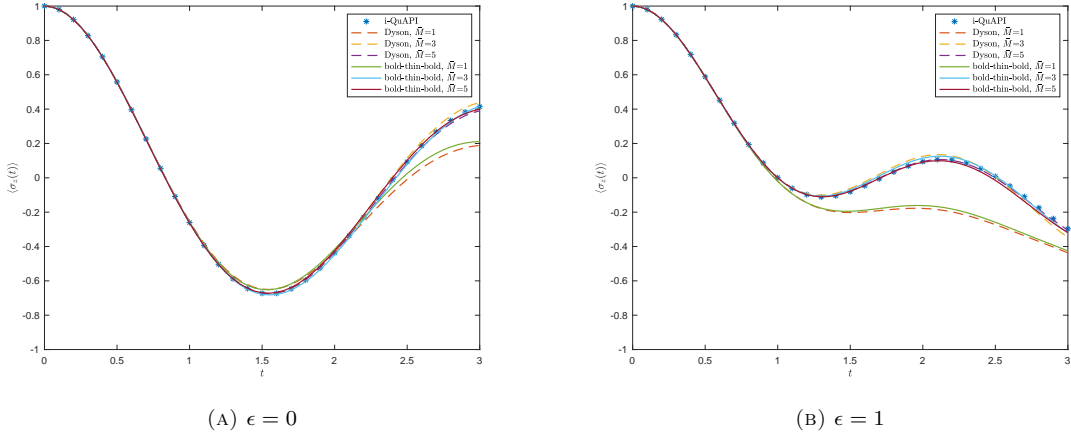 1
0.8
0.6
0.4
0.2
0
-0.2
-0.4
-0.6
-0.8
-1
⟨σz(t)⟩
0 0.5 1 1.5 2 2.5 3
t
i-QuAPI
Dyson, M̄=1
Dyson, M̄=3
Dyson, M̄=5
bold-thin-bold, M̄=1
bold-thin-bold, M̄=3
bold-thin-bold, M̄=5
(A) ϵ = 0
1
0.8
0.6
0.4
0.2
0
-0.2
-0.4
-0.6
-0.8
-1
⟨σz(t)⟩
0 0.5 1 1.5 2 2.5 3
t
i-QuAPI
Dyson, M̄=1
Dyson, M̄=3
Dyson, M̄=5
bold-thin-bold, M̄=1
bold-thin-bold, M̄=3
bold-thin-bold, M̄=5
(B) ϵ = 1